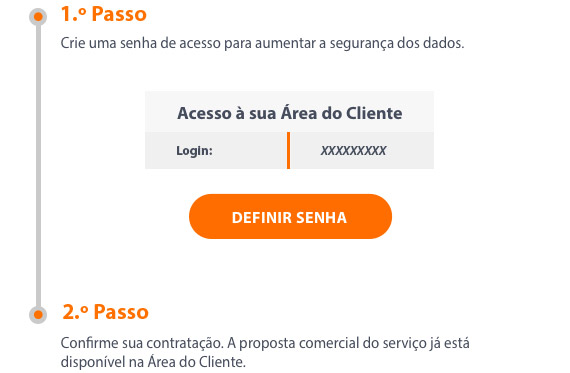 1.º Passo
Crie uma senha de acesso para aumentar a segurança dos dados.
Acesso à sua Área do Cliente
Login: XXXXXXXXX
DEFINIR SENHA
2.º Passo
Confirme sua contratação. A proposta comercial do serviço já está
disponível na Área do Cliente.